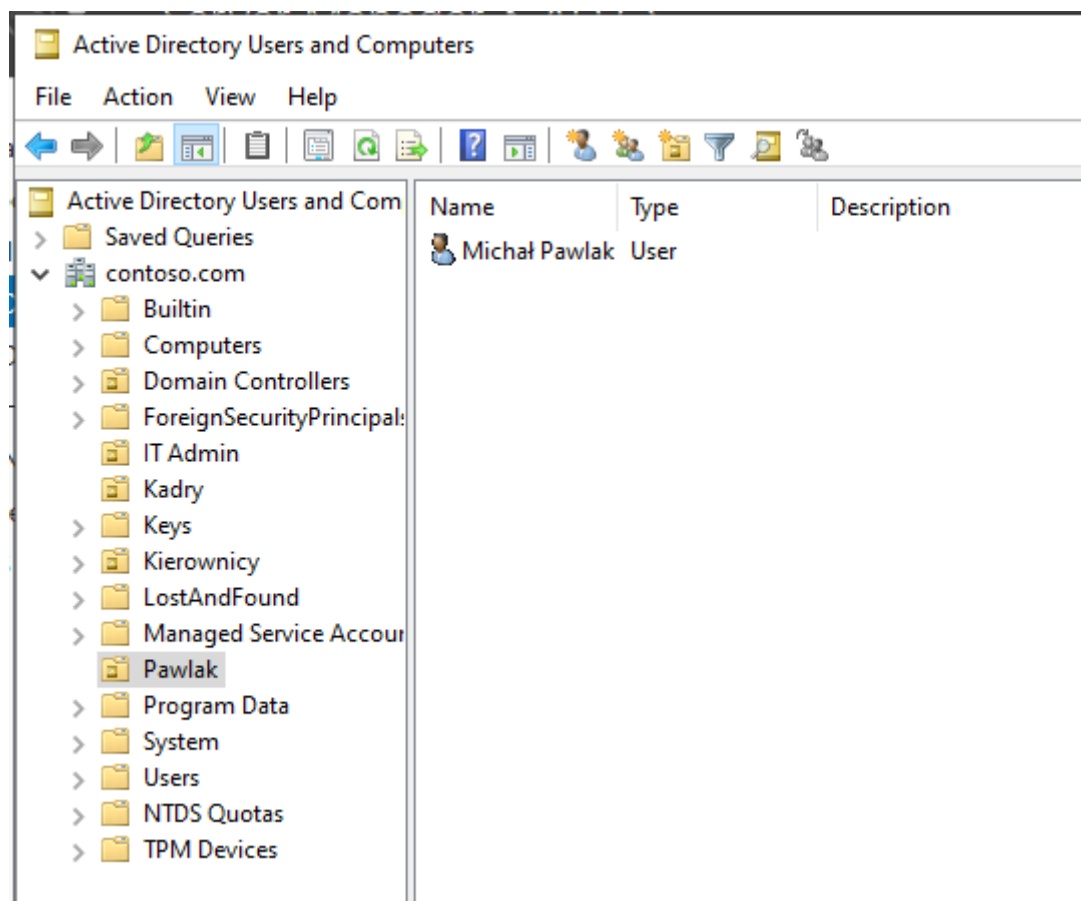 Active Directory Users and Computers
File Action View Help
Active Directory Users and Com
Name Type Description
Saved Queries
Michał Pawlak User
contoso.com
Builtin
Computers
Domain Controllers
ForeignSecurityPrincipals
IT Admin
Kadry
Keys
Kierownicy
LostAndFound
Managed Service Accour
Pawlak
Program Data
System
Users
NTDS Quotas
TPM Devices